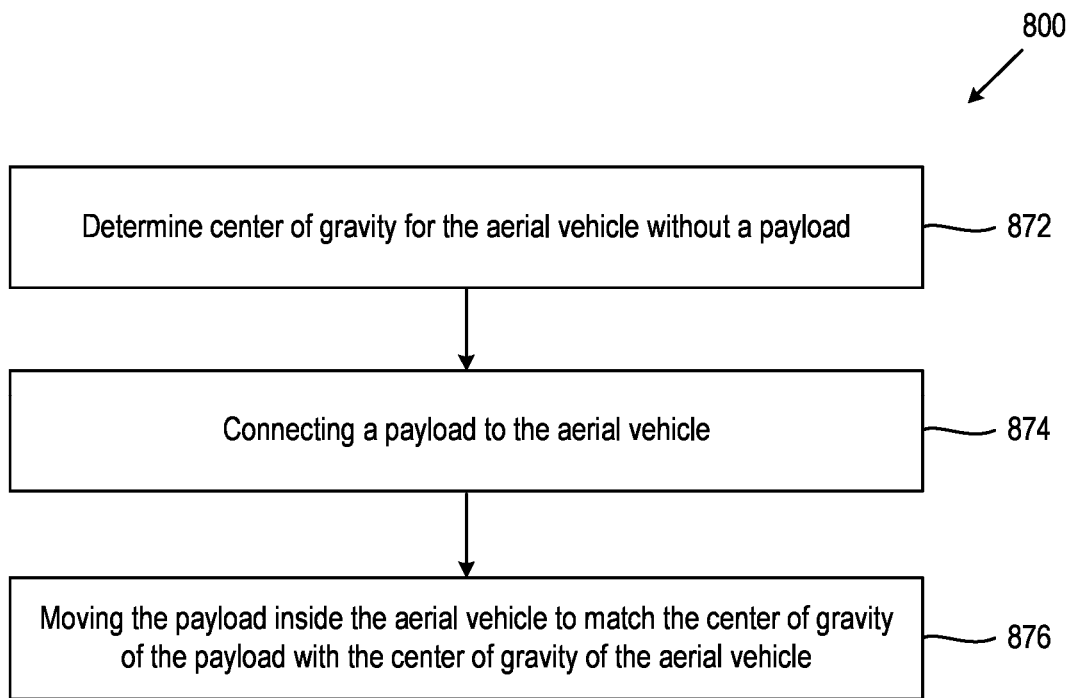 800
Determine center of gravity for the aerial vehicle without a payload
872
Connecting a payload to the aerial vehicle
874
Moving the payload inside the aerial vehicle to match the center of gravity
of the payload with the center of gravity of the aerial vehicle
876